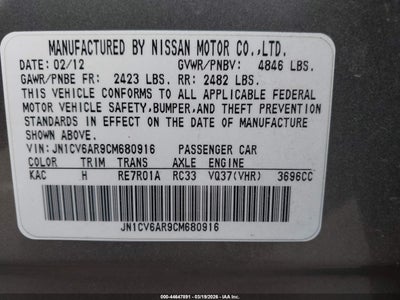 MANUFACTURED BY NISSAN MOTOR CO.,LTD.
DATE: 02/12 GVWR/PNBV: 4846 LBS.
GAWR/PNBE FR: 2423 LBS. RR: 2482 LBS.
THIS VEHICLE CONFORMS TO ALL APPLICABLE FEDERAL
MOTOR VEHICLE SAFETY,BUMPER,AND THEFT PREVENTION
STANDARDS IN EFFECT ON THE DATE OF MANUFACTURE
SHOWN ABOVE.
VIN: JN1CV6AR9CM680916 PASSENGER CAR
COLOR TRIM TRANS AXLE ENGINE
KAC H RE7R01A RC33 VQ37(VHR) 3696CC
JN1CV6AR9CM680916
000-44647891 - 03/19/2026 - IAA, Inc.